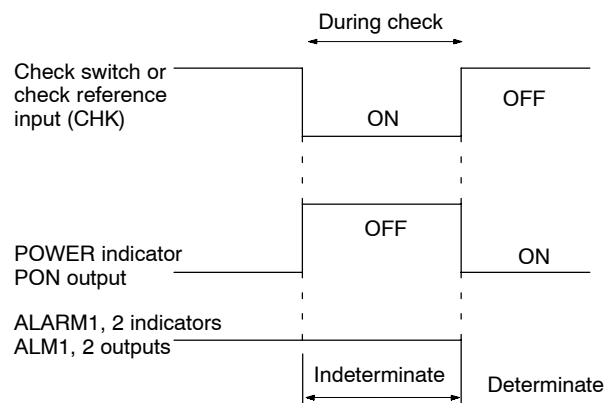 During check
Check switch or
check reference
input (CHK)
ON
OFF
POWER indicator
PON output
OFF
ON
ALARM1, 2 indicators
ALM1, 2 outputs
Indeterminate
Determinate